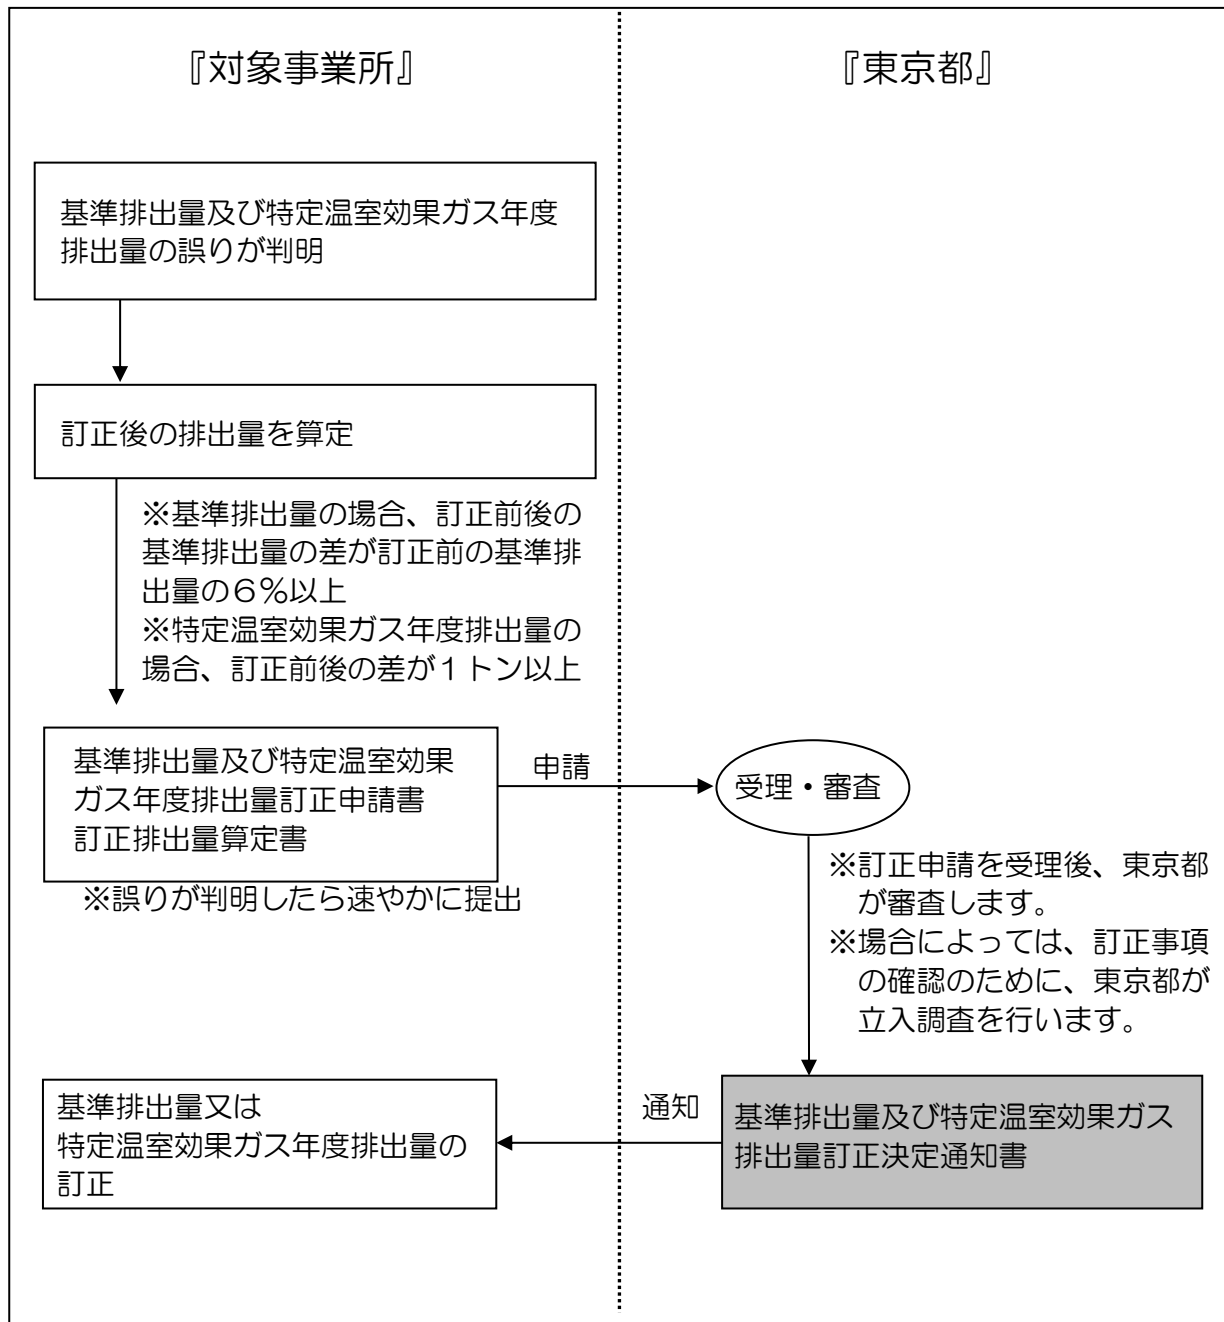 『対象事業所』
『東京都』
基準排出量及び特定温室効果ガス年度
排出量の誤りが判明
訂正後の排出量を算定
※基準排出量の場合、訂正前後の
基準排出量の差が訂正前の基準排
出量の６％以上
※特定温室効果ガス年度排出量の
場合、訂正前後の差が１トン以上
基準排出量及び特定温室効果
ガス年度排出量訂正申請書
訂正排出量算定書
※誤りが判明したら速やかに提出
申請
受理・審査
※訂正申請を受理後、東京都
が審査します。
※場合によっては、訂正事項
の確認のために、東京都が
立入調査を行います。
基準排出量及び特定温室効果ガス
排出量訂正決定通知書
通知
基準排出量又は
特定温室効果ガス年度排出量の
訂正